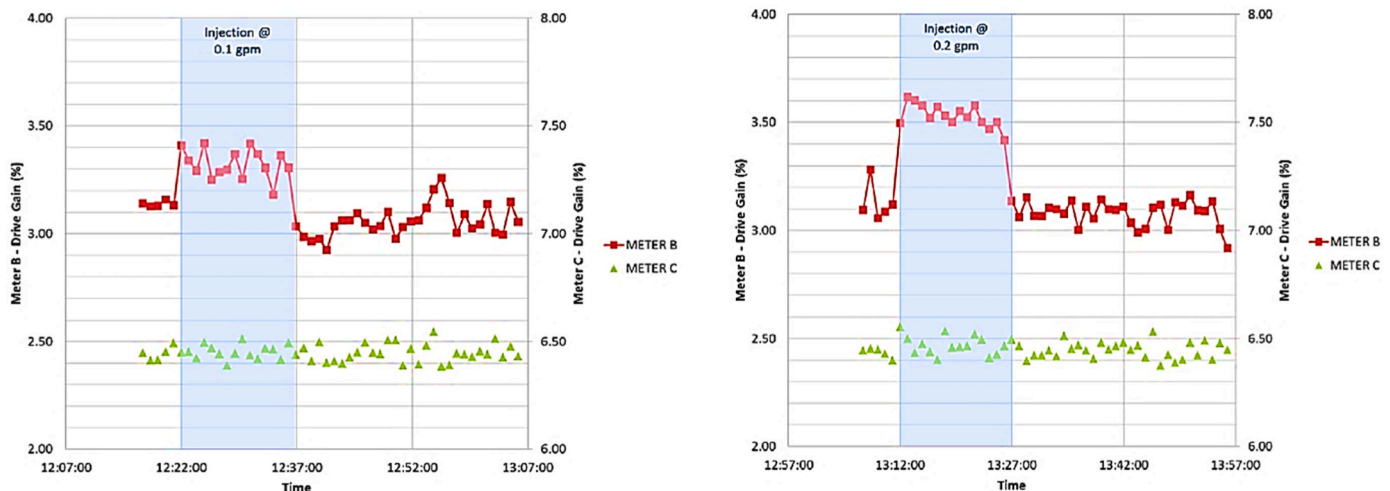 4.00
3.50
3.00
2.50
2.00
Meter B - Drive Gain (%)
Injection @
0.1 gpm
8.00
7.50
7.00
6.50
6.00
Meter C - Drive Gain (%)
12:07:00 12:22:00 12:37:00 12:52:00 13:07:00
Time
METER B
METER C
4.00
3.50
3.00
2.50
2.00
Meter B - Drive Gain (%)
Injection @
0.2 gpm
8.00
7.50
7.00
6.50
6.00
Meter C - Drive Gain (%)
12:57:00 13:12:00 13:27:00 13:42:00 13:57:00
Time
METER B
METER C